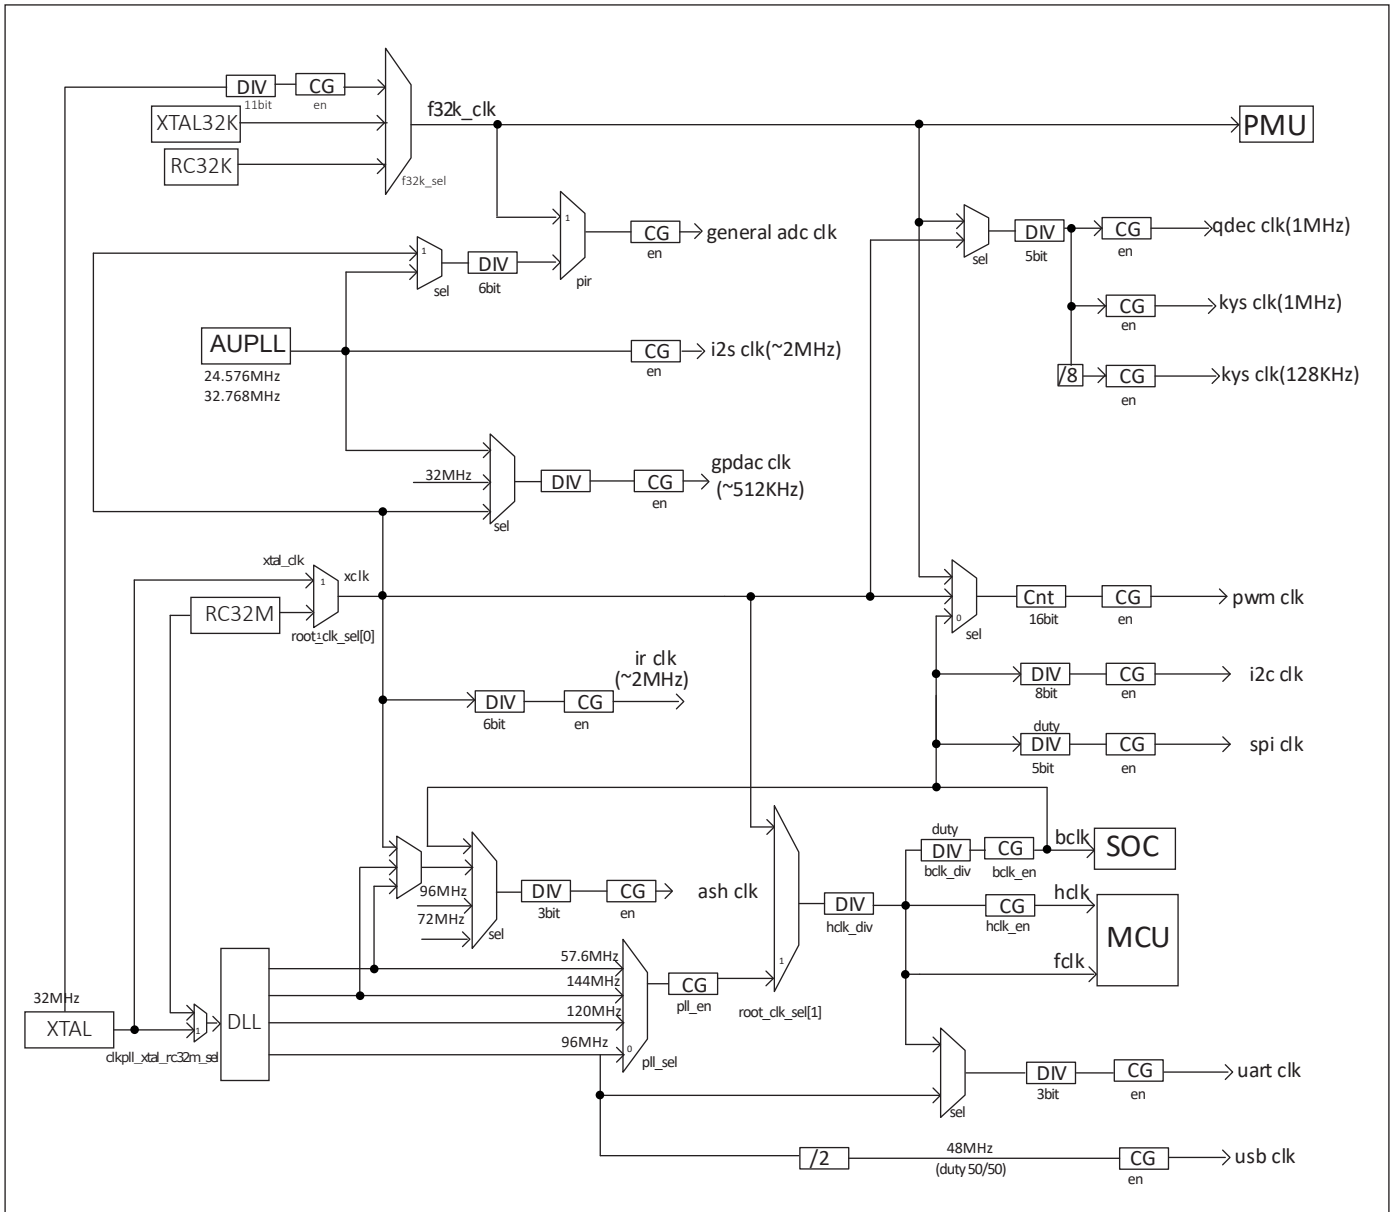 DIV
11bit
CG
en
XTAL32K
RC32K
f32k_sel
f32k_clk
PMU
1
pir
CG
en
general adc clk
1
sel
DIV
6bit
sel
DIV
5bit
CG
en
qdec clk(1MHz)
CG
en
kys clk(1MHz)
/8
CG
en
kys clk(128KHz)
AUPLL
24.576MHz
32.768MHz
CG
en
i2s clk(~2MHz)
32MHz
sel
DIV
CG
en
gpdac clk
(~512KHz)
xtal_clk
1
xclk
RC32M
root_clk_sel[0]
1
0
sel
Cnt
16bit
CG
en
pwm clk
ir clk
(~2MHz)
DIV
6bit
CG
en
DIV
8bit
CG
en
i2c clk
duty
DIV
5bit
CG
en
spi clk
96MHz
72MHz
sel
DIV
3bit
CG
en
ash clk
1
root_clk_sel[1]
DIV
hclk_div
duty
DIV
bclk_div
CG
bclk_en
bclk
SOC
CG
hclk_en
hclk
fclk
MCU
32MHz
XTAL
1
clkpll_xtal_rc32m_sel
DLL
57.6MHz
144MHz
120MHz
96MHz
0
pll_sel
CG
pll_en
sel
DIV
3bit
CG
en
uart clk
/2
48MHz
(duty 50/50)
CG
en
usb clk